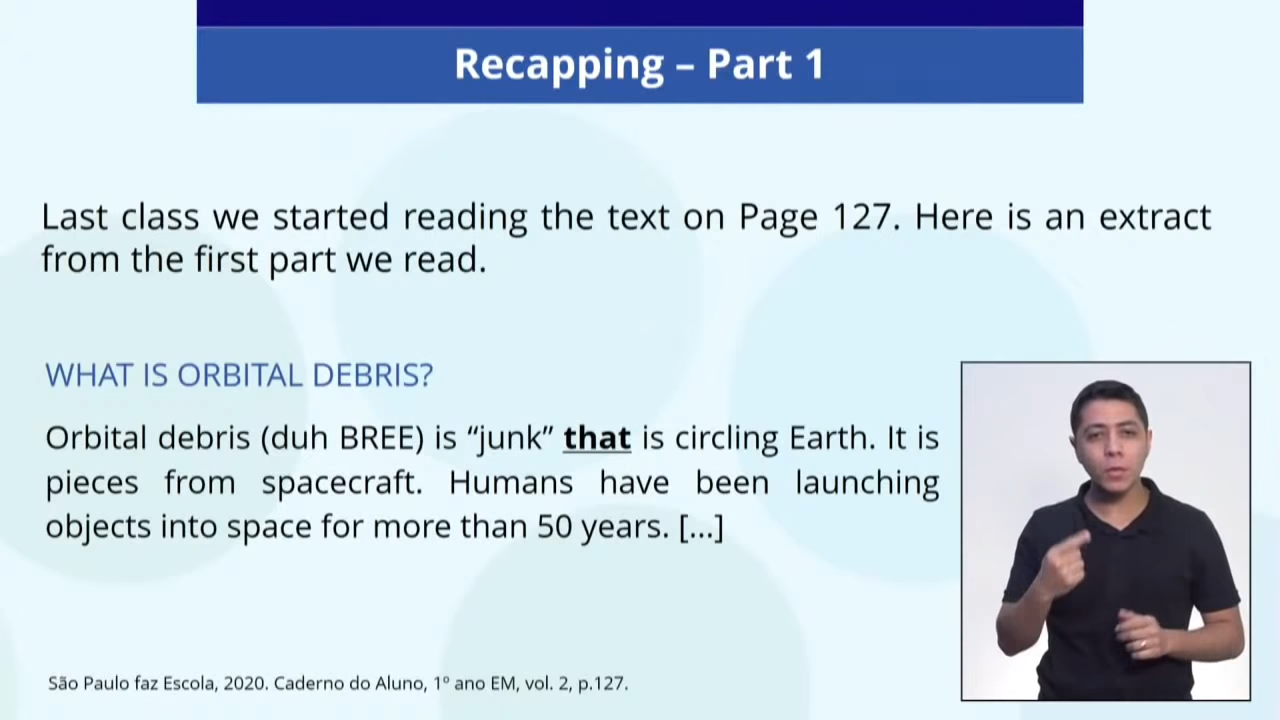 Recapping – Part 1
Last class we started reading the text on Page 127. Here is an extract
from the first part we read.
WHAT IS ORBITAL DEBRIS?
Orbital debris (duh BREE) is “junk” that is circling Earth. It is
pieces from spacecraft. Humans have been launching
objects into space for more than 50 years. [...]
São Paulo faz Escola, 2020. Caderno do Aluno, 1º ano EM, vol. 2, p.127.